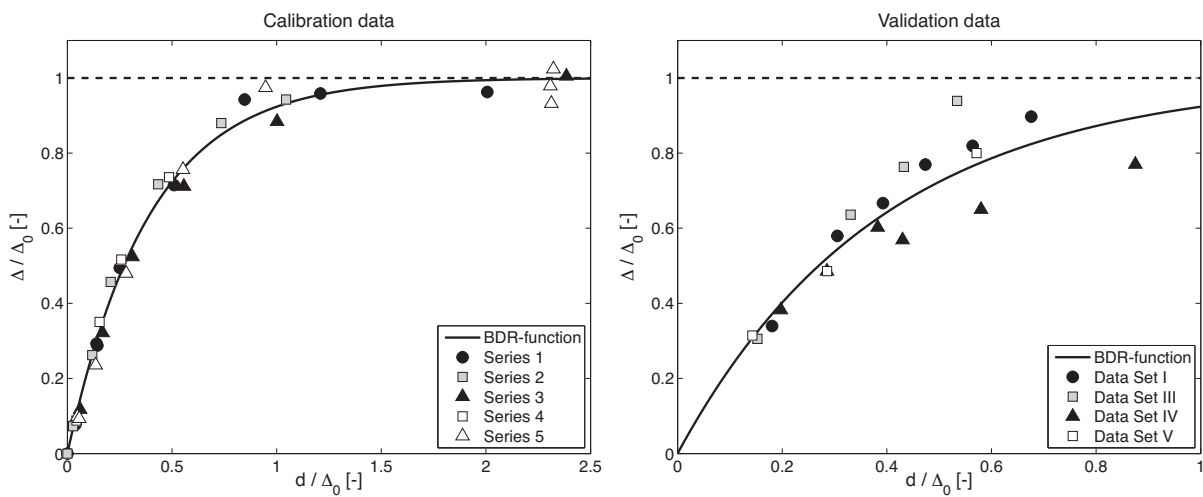 Calibration data
1
0.8
0.6
0.4
0.2
0
Δ / Δ₀ [-]
0
0.5
1
1.5
2
2.5
d / Δ₀ [-]
BDR-function
Series 1
Series 2
Series 3
Series 4
Series 5
Validation data
1
0.8
0.6
0.4
0.2
0
Δ / Δ₀ [-]
0
0.2
0.4
0.6
0.8
1
d / Δ₀ [-]
BDR-function
Data Set I
Data Set III
Data Set IV
Data Set V